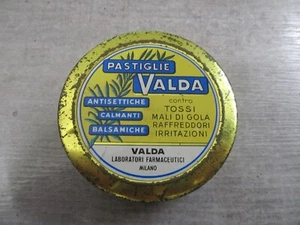 PASTIGLIE
VALDA
ANTISETTICHE
CALMANTI
BALSAMICHE
contro
TOSSI
MALI DI GOLA
RAFFREDDORI
IRRITAZIONI
VALDA
LABORATORI FARMACEUTICI
MILANO